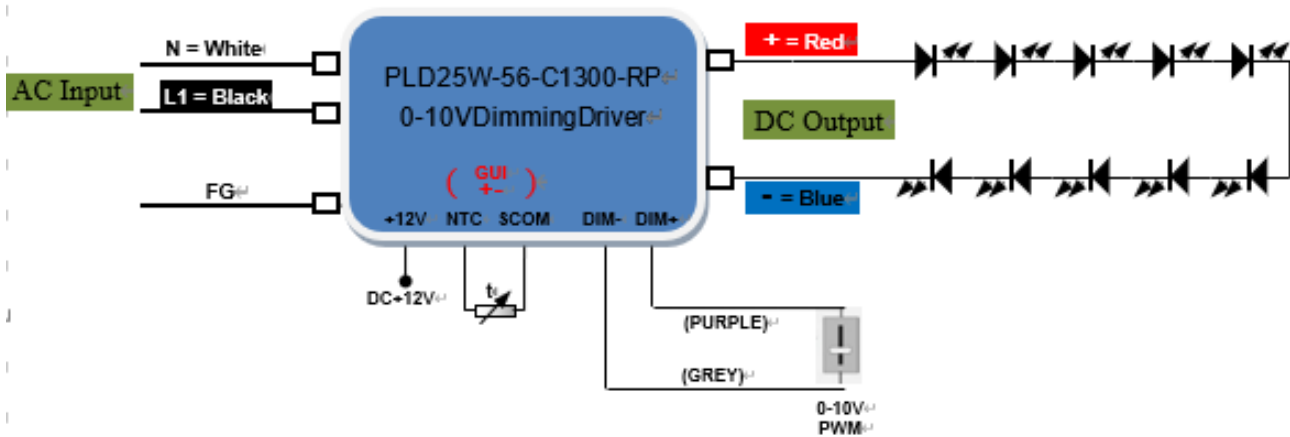 N = White
AC Input
L1 = Black
FG
PLD25W-56-C1300-RP
0-10VDimmingDriver
( GUI )
+-
+12V NTC SCOM DIM- DIM+
+ = Red
DC Output
- = Blue
DC+12V
t
(PURPLE)
(GREY)
0-10V
PWM